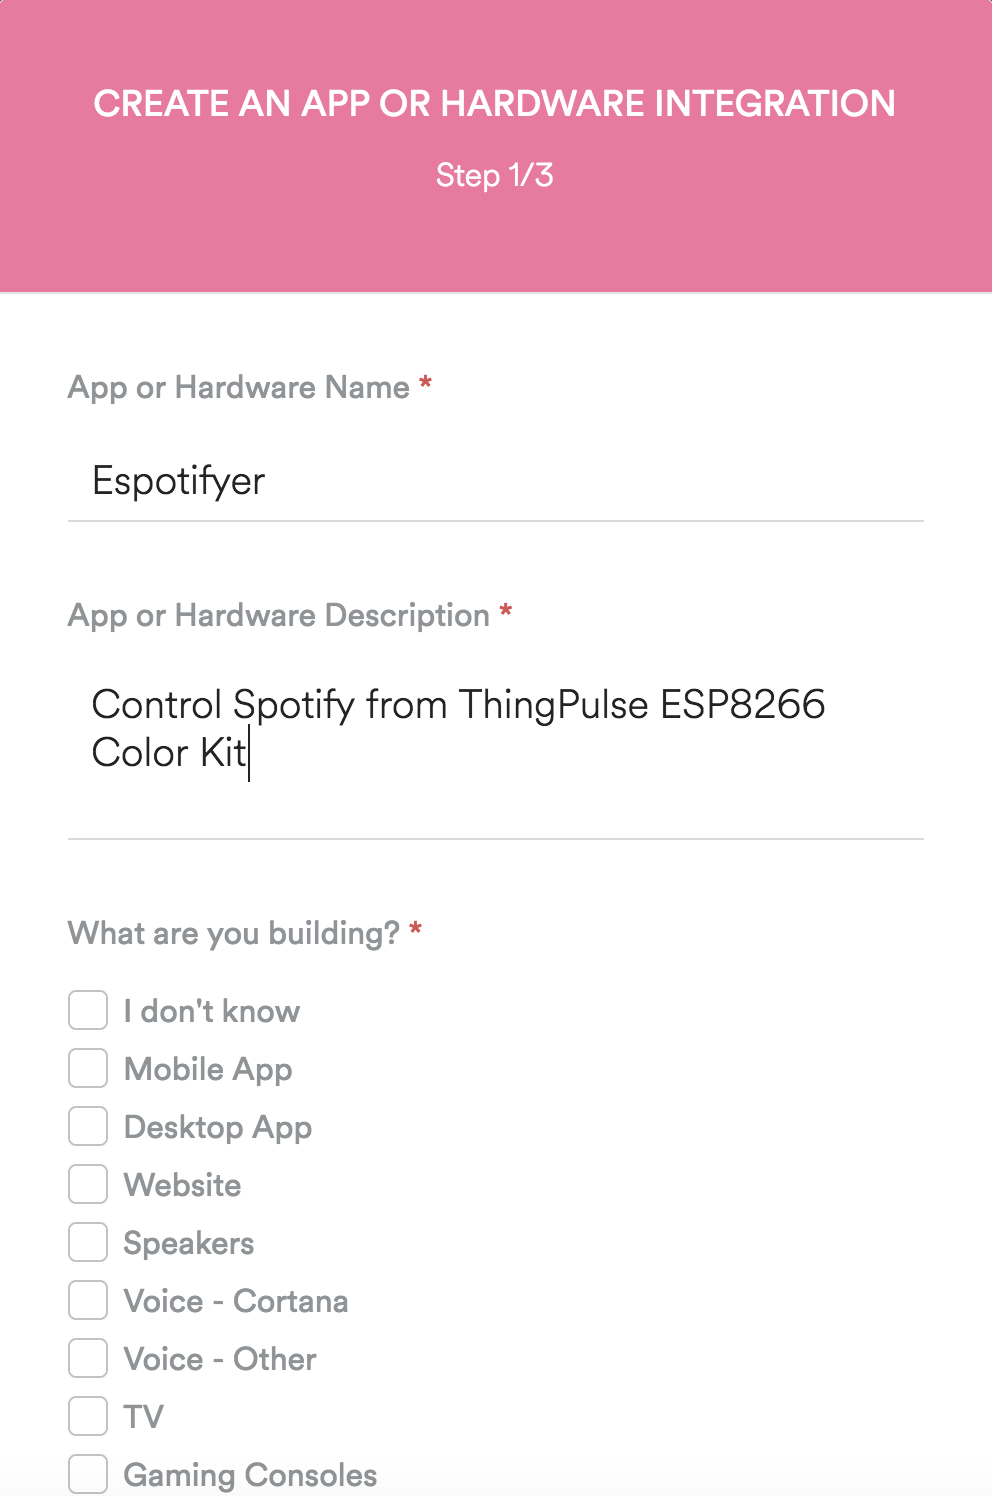 CREATE AN APP OR HARDWARE INTEGRATION
Step 1/3
App or Hardware Name *
Espotifyer
App or Hardware Description *
Control Spotify from ThingPulse ESP8266
Color Kit
What are you building? *
I don't know
Mobile App
Desktop App
Website
Speakers
Voice - Cortana
Voice - Other
TV
Gaming Consoles